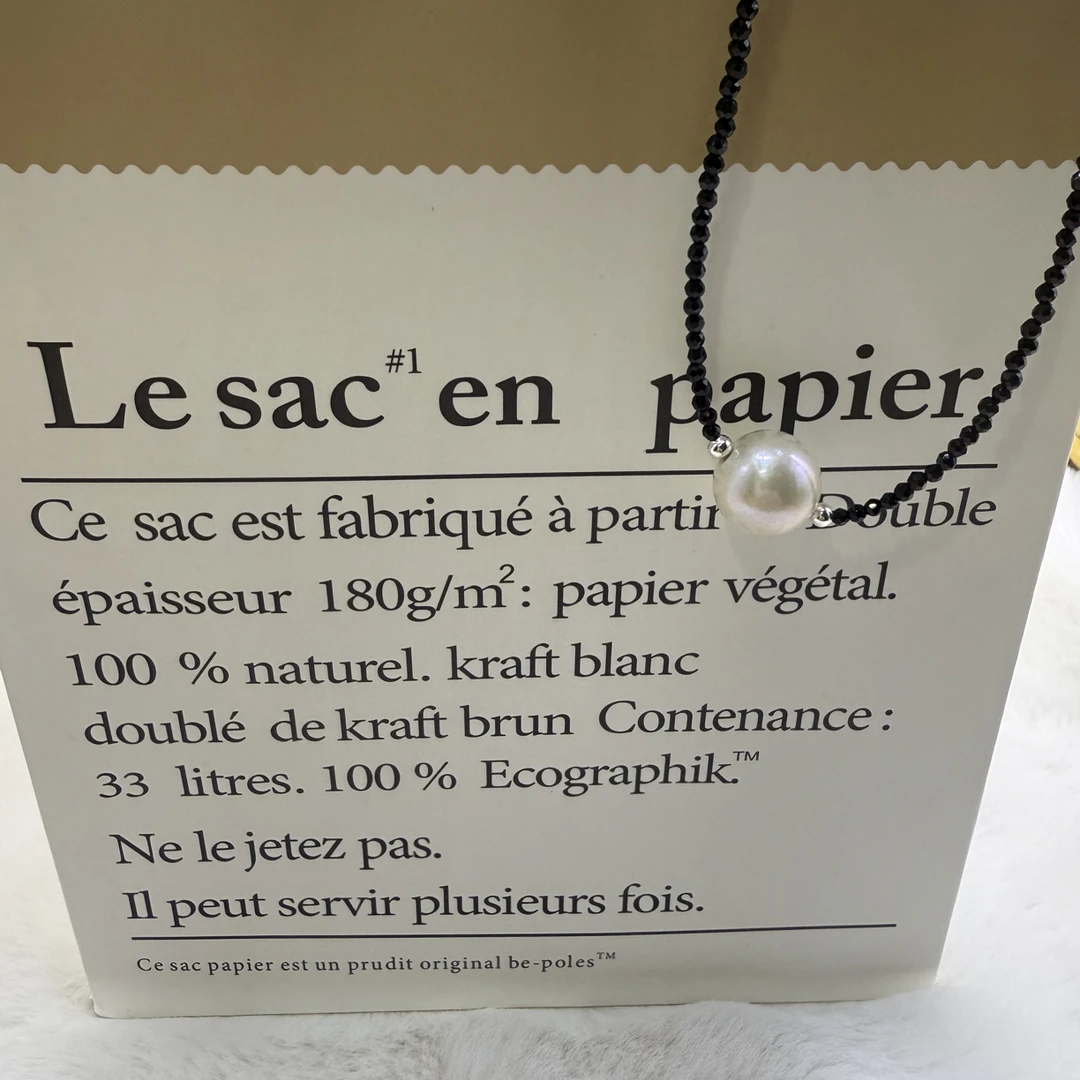 Le sac #1 en papier
Ce sac est fabriqué à partir Double
épaisseur 180g/m²: papier végétal.
100 % naturel. kraft blanc
doublé de kraft brun Contenance :
33 litres. 100 % Ecographik.™
Ne le jetez pas.
Il peut servir plusieurs fois.
Ce sac papier est un prudit original be-poles™